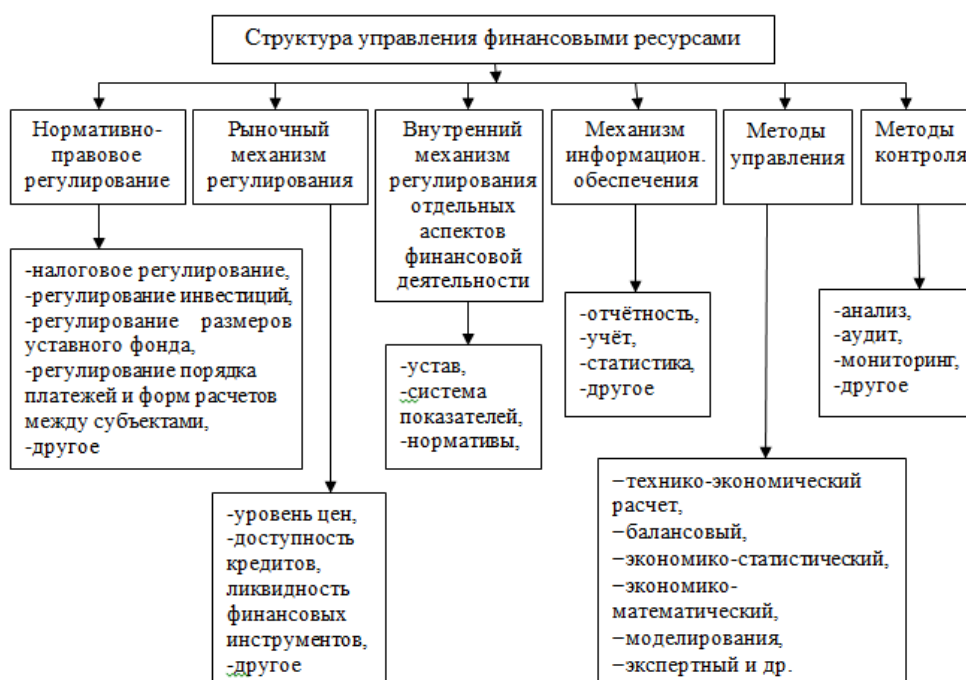 Структура управления финансовыми ресурсами
Нормативно-
правовое
регулирование
Рыночный
механизм
регулирования
Внутренний
механизм
регулирования
отдельных
аспектов
финансовой
деятельности
Механизм
информацион.
обеспечения
Методы
управления
Методы
контроля
-налоговое регулирование,
-регулирование инвестиций,
-регулирование размеров
уставного фонда,
-регулирование порядка
платежей и форм расчетов
между субъектами,
-другое
-уровень цен,
-доступность
кредитов,
ликвидность
финансовых
инструментов,
-другое
-устав,
-система
показателей,
-нормативы,
-отчётность,
-учёт,
-статистика,
-другое
−технико-экономический
расчет,
−балансовый,
−экономико-статистический,
−экономико-
математический,
−моделирования,
−экспертный и др.
-анализ,
-аудит,
-мониторинг,
-другое